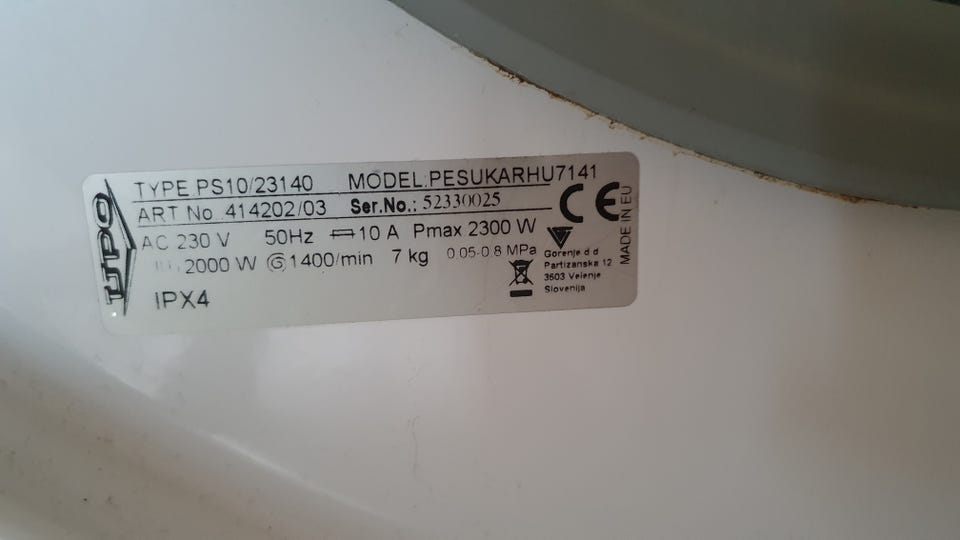 UPO
TYPE PS10/23140 MODEL:PESUKARHU7141
ART No 414202/03 Ser.No.: 52330025
AC 230 V 50Hz 10 A Pmax 2300 W
2000 W 1400/min 7 kg 0.05-0.8 MPa
IPX4
CE
Gorenje d d
Partizanska 12
3503 Velenje
Slovenija
MADE IN EU